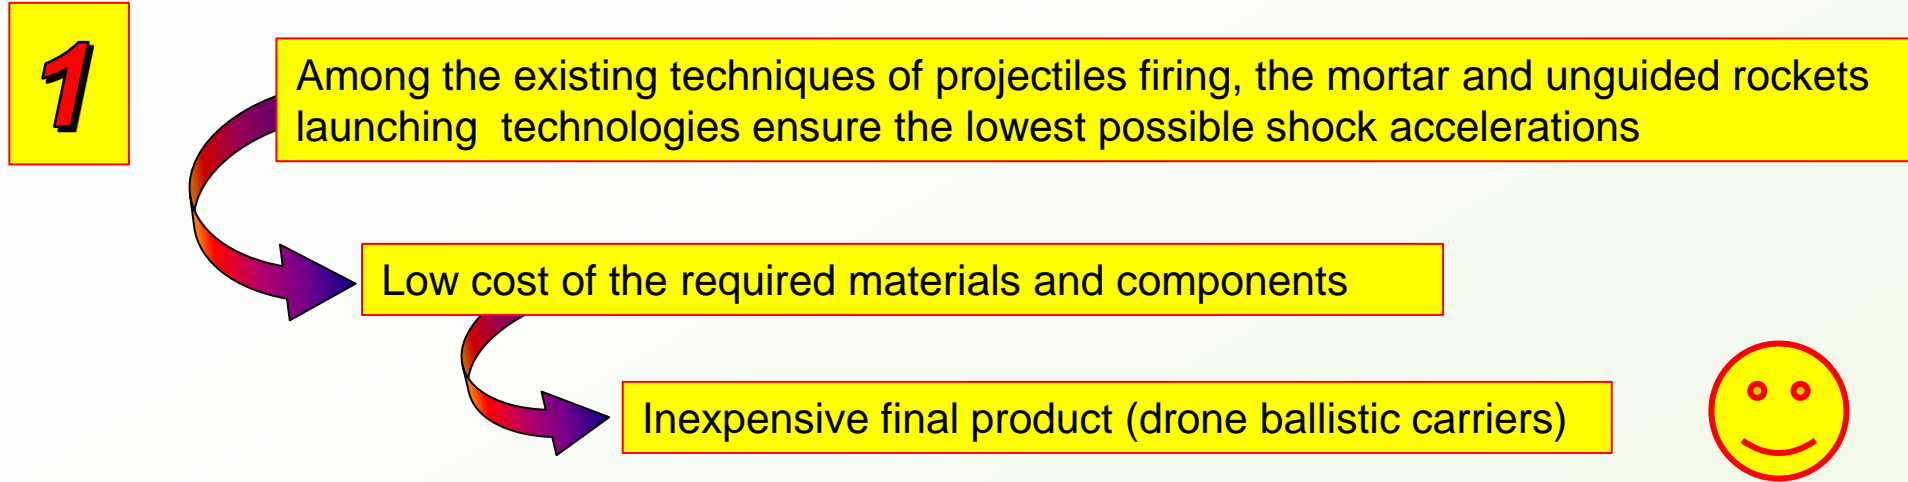 1
Among the existing techniques of projectiles firing, the mortar and unguided rockets
launching  technologies ensure the lowest possible shock accelerations
Low cost of the required materials and components
Inexpensive final product (drone ballistic carriers)